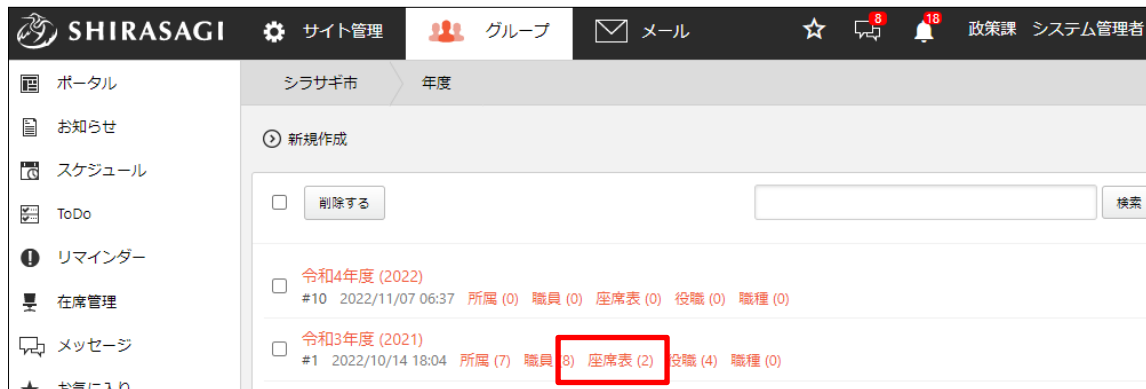 SHIRASAGI サイト管理 グループ メール 8 18 政策課 システム管理者
ポータル
お知らせ
スケジュール
ToDo
リマインダー
在席管理
メッセージ
お気に入り
シラサギ市 年度
新規作成
削除する 検索
令和4年度 (2022)
#10 2022/11/07 06:37 所属 (0) 職員 (0) 座席表 (0) 役職 (0) 職種 (0)
令和3年度 (2021)
#1 2022/10/14 18:04 所属 (7) 職員 (8) 座席表 (2) 役職 (4) 職種 (0)